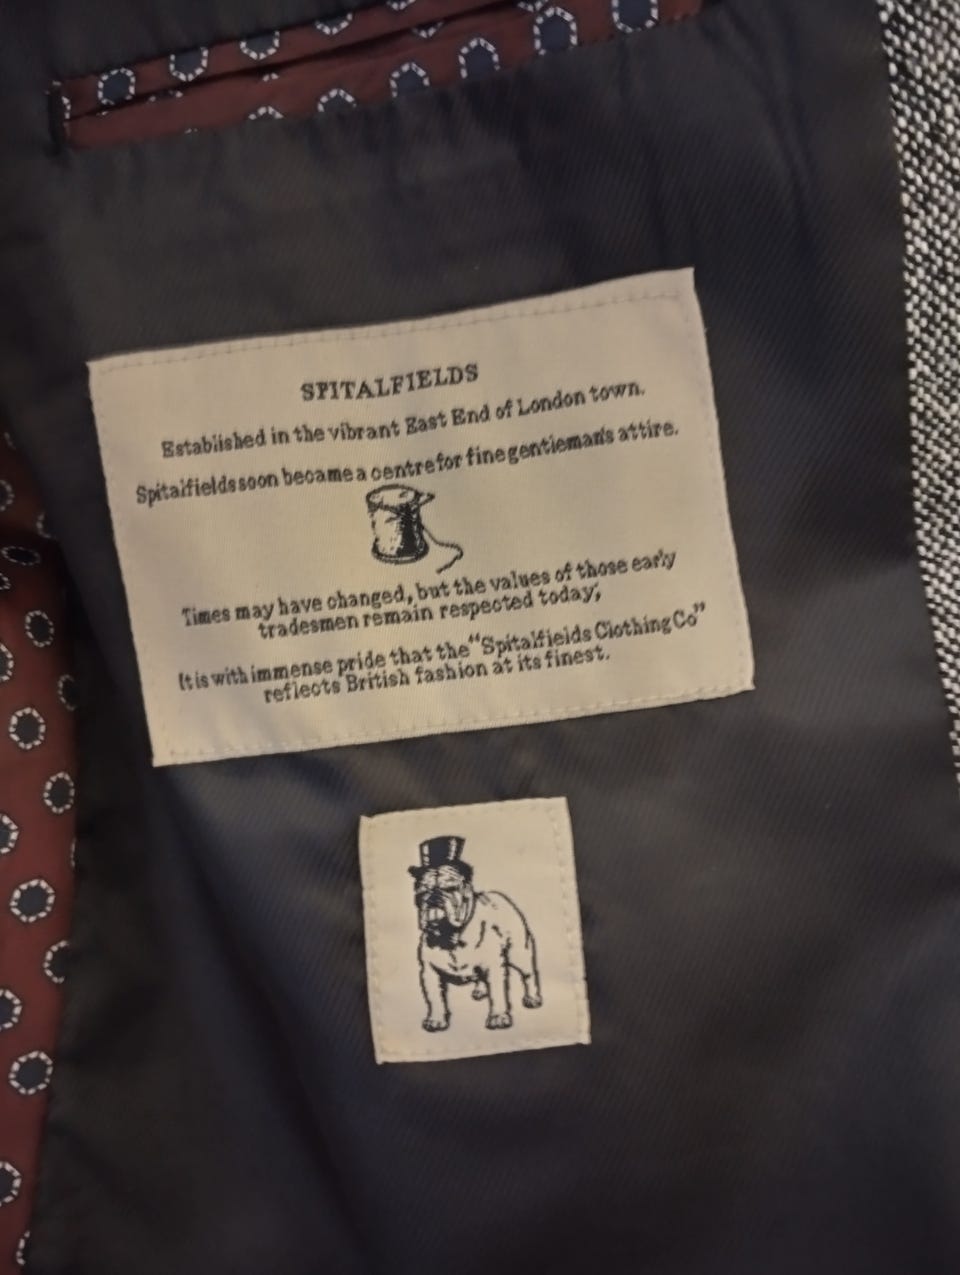 SPITALFIELDS
Established in the vibrant East End of London town.
Spitalfields soon became a centre for fine gentleman's attire.
Times may have changed, but the values of those early
tradesmen remain respected today;
It is with immense pride that the "Spitalfields Clothing Co"
reflects British fashion at its finest.